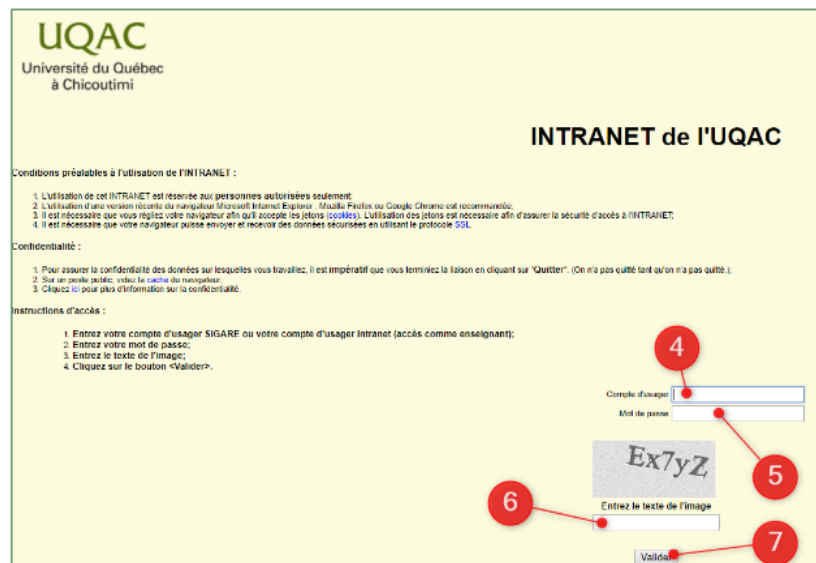 UQAC
Université du Québec
à Chicoutimi
INTRANET de l'UQAC
Conditions préalables à l'utlisation de l'INTRANET :
1. L'utilisation de cet INTRANET est réservée aux personnes autorisées seulement;
2. L'utilisation d'une version récente du navigateur Microsoft Internet Explorer , Mozilla Firefox ou Google Chrome est recommandée;
3. Il est nécessaire que vous régliez votre navigateur afin qu'il accepte les jetons (cookies). L'utilisation des jetons est nécessaire afin d'assurer la sécurité d'accès à l'INTRANET;
4. Il est nécessaire que votre navigateur puisse envoyer et recevoir des données sécurisées en utilisant le protocole SSL.
Confidentialité :
1. Pour assurer la confidentialité des données sur lesquelles vous travaillez, il est impératif que vous terminiez la liaison en cliquant sur "Quitter". (On n'a pas quitté tant qu'on n'a pas quitté.);
2. Sur un poste public, videz la cache du navigateur;
3. Cliquez ici pour plus d'information sur la confidentialité.
Instructions d'accès :
1. Entrez votre compte d'usager SIGARE ou votre compte d'usager Intranet (accès comme enseignant);
2. Entrez votre mot de passe;
3. Entrez le texte de l'image;
4. Cliquez sur le bouton <Valider>.
4
Compte d'usager
Mot de passe
5
Ex7yZ
6
Entrez le texte de l'image
7
Valider